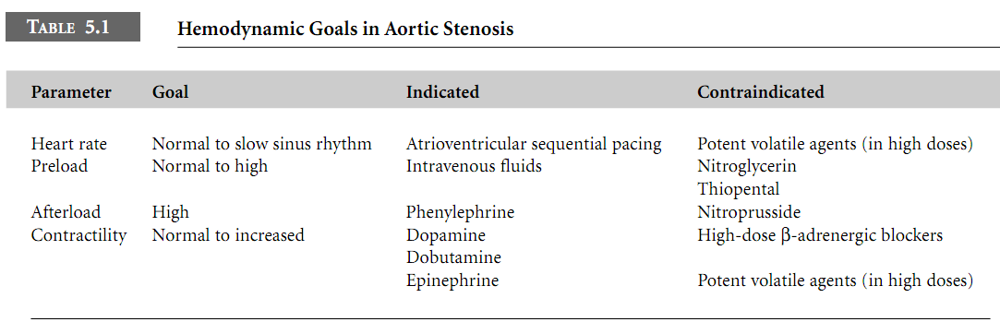 TABLE 5.1 Hemodynamic Goals in Aortic Stenosis
Parameter Goal Indicated Contraindicated
Heart rate Normal to slow sinus rhythm Atrioventricular sequential pacing Potent volatile agents (in high doses)
Preload Normal to high Intravenous fluids Nitroglycerin
Thiopental
Afterload High Phenylephrine Nitroprusside
Contractility Normal to increased Dopamine High-dose β-adrenergic blockers
Dobutamine
Epinephrine Potent volatile agents (in high doses)